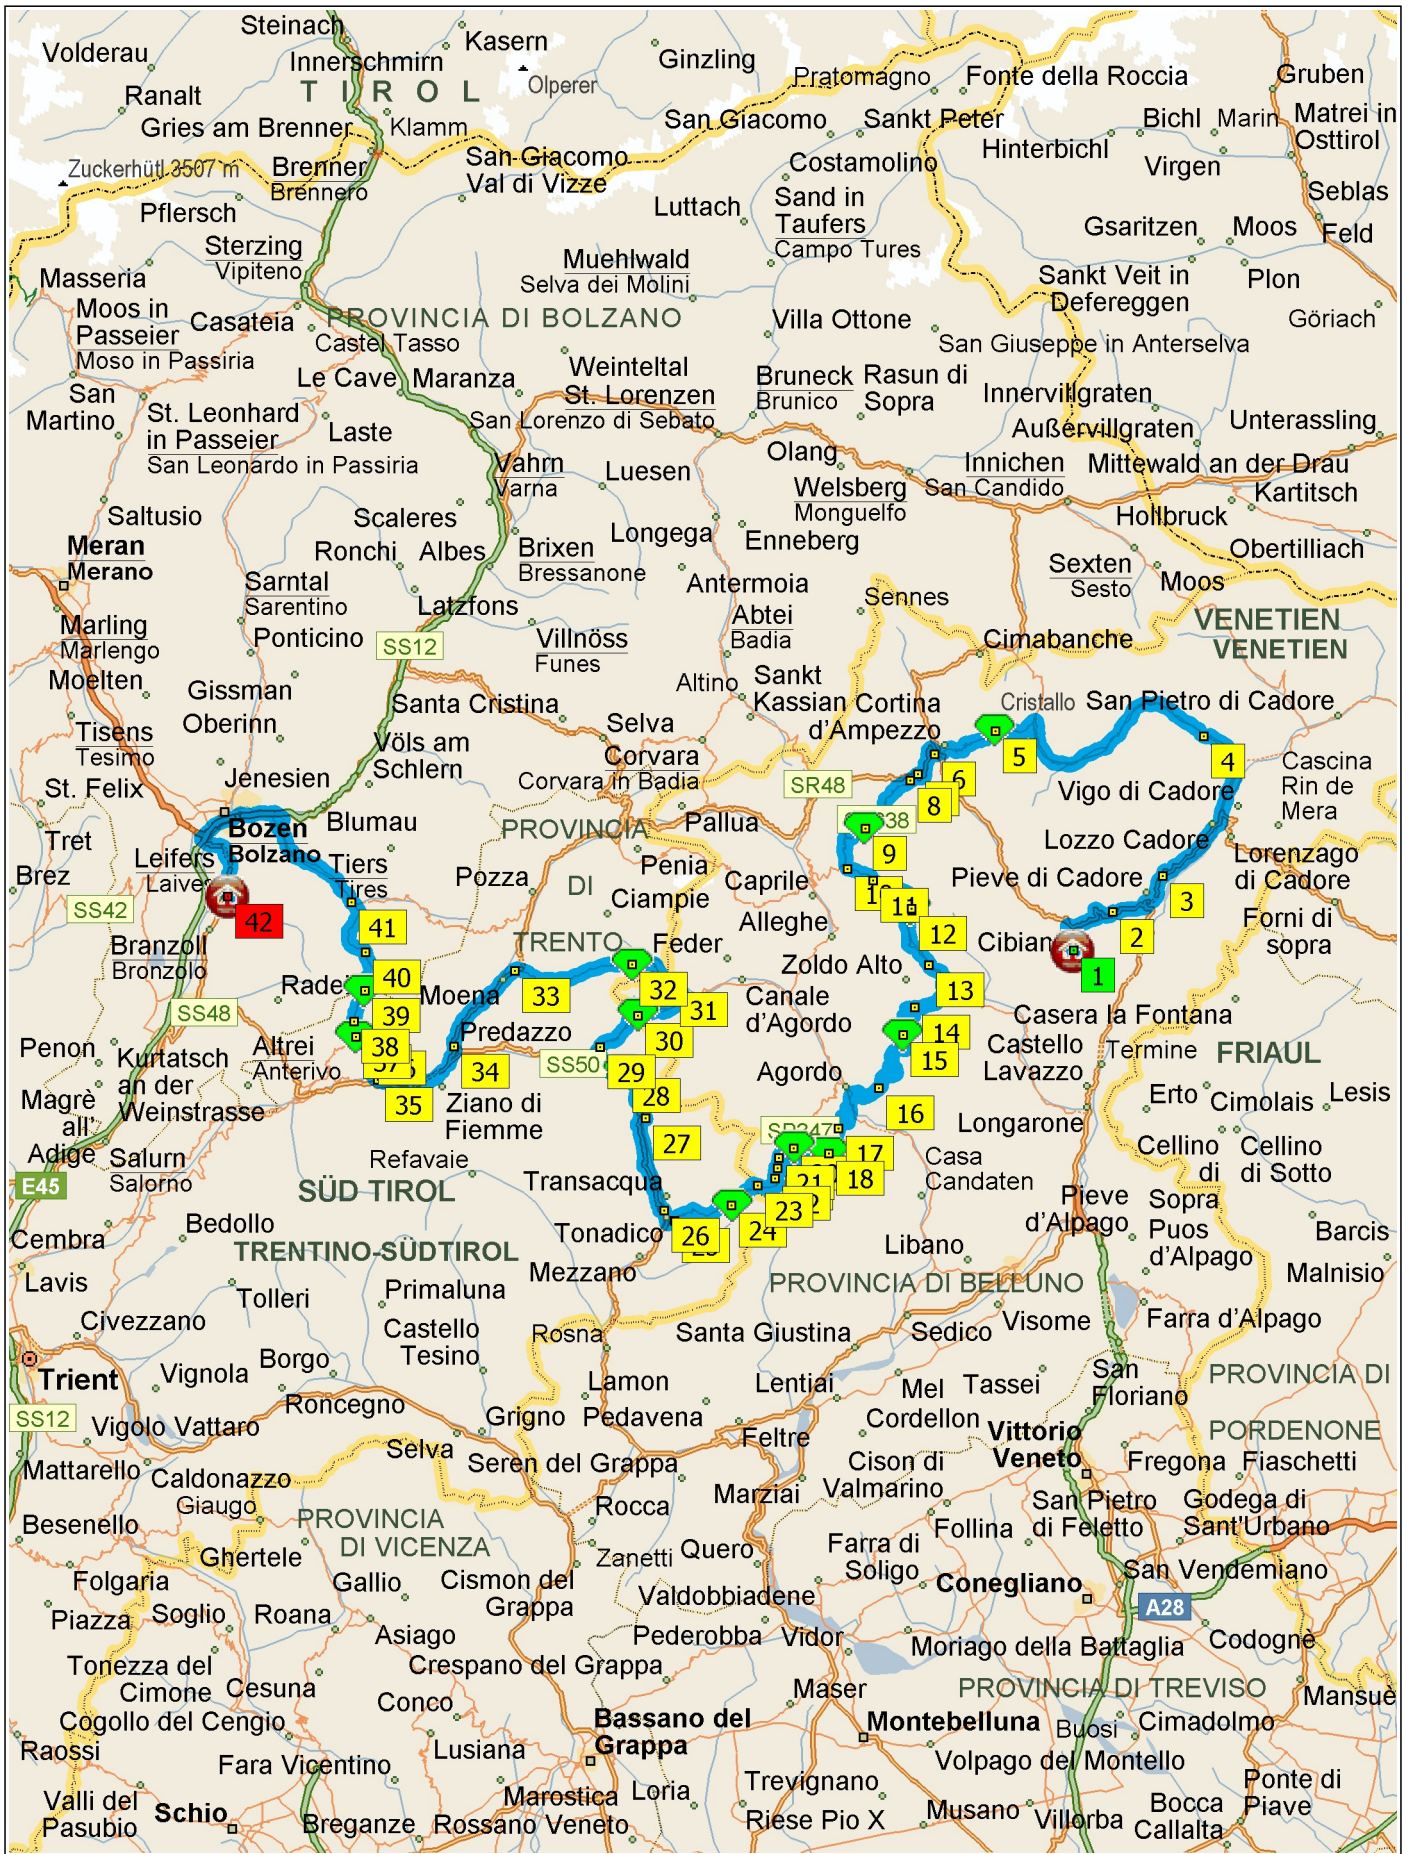 Steinach
Kasern
Volderau
Innerschmirn
Ginzling
TIROL
Olperer
Pratomagno
Fonte della Roccia
Gruben
Ranalt
Gries am Brenner
Klamm
San Giacomo
Sankt Peter
Bichl
Marin
Matrei in
Osttirol
Hinterbichl
Virgen
Zuckerhütl 3507 m
Brenner
Brennero
San Giacomo
Val di Vizze
Costamolino
Seblas
Pflersch
Luttach
Sand in
Taufers
Campo Tures
Gsaritzen
Moos
Feld
Sterzing
Vipiteno
Muehlwald
Selva dei Molini
Masseria
Sankt Veit in
Defereggen
Plon
Moos in
Passeier
Moso in Passiria
Casateia
PROVINCIA DI BOLZANO
Villa Ottone
Göriach
Castel Tasso
San Giuseppe in Anterselva
Weinteltal
Le Cave
Maranza
St. Lorenzen
San Lorenzo di Sebato
Bruneck
Brunico
Rasun di
Sopra
Innervillgraten
San
Martino
St. Leonhard
in Passeier
San Leonardo in Passiria
Laste
Außervillgraten
Unterassling
Olang
Vahrn
Varna
Luesen
Innichen
San Candido
Mittewald an der Drau
Welsberg
Monguelfo
Kartitsch
Saltusio
Scaleres
Hollbruck
Meran
Merano
Ronchi
Albes
Brixen
Bressanone
Longega
Enneberg
Obertilliach
Sarntal
Sarentino
Antermoia
Sexten
Sesto
Moos
Latzfons
Abtei
Badia
Sennes
VENETIEN
VENETIEN
Marling
Marlengo
Ponticino
SS12
Villnöss
Funes
Cimabanche
Moelten
Gissman
Altino
Sankt
Kassian
Cortina
d'Ampezzo
Cristallo
San Pietro di Cadore
Santa Cristina
Oberinn
Selva
Tisens
Tesimo
Völs am
Schlern
Corvara
Corvara in Badia
5
4
Cascina
Rin de
Mera
Jenesien
St. Felix
SR48
6
8
Vigo di Cadore
Bozen
Bolzano
Blumau
PROVINCIA
DI
TRENTO
Pallua
Tret
Lozzo Cadore
Leifers
Tiers
Tires
Penia
9
Lorenzago
di Cadore
Brez
Pozza
Ciampie
Caprile
10
11
Pieve di Cadore
3
SS42
42
41
Alleghe
12
2
Forni di
sopra
Branzoll
Bronzolo
Feder
1
40
Moena
33
32
Zoldo Alto
13
SS48
39
31
Canale
d'Agordo
14
Casera la Fontana
Penon
Kurtatsch
an der
Weinstrasse
Altrei
Anterivo
38
37
Predazzo
30
15
Castello
Lavazzo
Termine
FRIAUL
SS50
29
34
Agordo
Magrè
all'
Adige
35
Ziano di
Fiemme
28
16
Erto
Cimolais
Lesis
Longarone
27
17
Cellino
di
Sopra
Cellino
di Sotto
Salurn
Salorno
Refavaie
E45
SÜD TIROL
Transacqua
21
18
Casa
Candaten
Pieve
d'Alpago
23
Bedollo
Tonadico
26
24
Puos
d'Alpago
Barcis
Cembra
TRENTINO-SÜDTIROL
Libano
Mezzano
Lavis
Primaluna
PROVINCIA DI BELLUNO
Malnisio
Tolleri
Civezzano
Castello
Tesino
Rosna
Santa Giustina
Sedico
Visome
Farra d'Alpago
Borgo
Trient
Vignola
San
Floriano
PROVINCIA DI
PORDENONE
Lamon
Lentiai
Mel
Tassei
Roncegno
SS12
Vigolo Vattaro
Grigno
Pedavena
Cordellon
Vittorio
Veneto
Feltre
Selva
Seren del Grappa
Cison di
Valmarino
Fregona
Fiaschetti
Mattarello
Caldonazzo
Giaugo
Marziai
Rocca
San Pietro
di Feletto
Godega di
Sant'Urbano
Besenello
PROVINCIA
DI VICENZA
Follina
Ghertele
Zanetti
Quero
Farra di
Soligo
Folgaria
Gallio
Cismon del
Grappa
San Vendemiano
Conegliano
Valdobbiadene
A28
Piazza
Soglio
Roana
Asiago
Pederobba
Vidor
Moriago della Battaglia
Codognè
Tonezza del
Cimone
Cesuna
Crespano del Grappa
Conco
Maser
PROVINCIA DI TREVISO
Mansuè
Cogollo del Cengio
Bassano del
Grappa
Montebelluna
Buosi
Cimadolmo
Raossi
Fara Vicentino
Lusiana
Volpago del Montello
Valli del
Pasubio
Schio
Marostica
Loria
Trevignano
Ponte di
Piave
Breganze
Rossano Veneto
Riese Pio X
Musano
Villorba
Bocca
Callalta